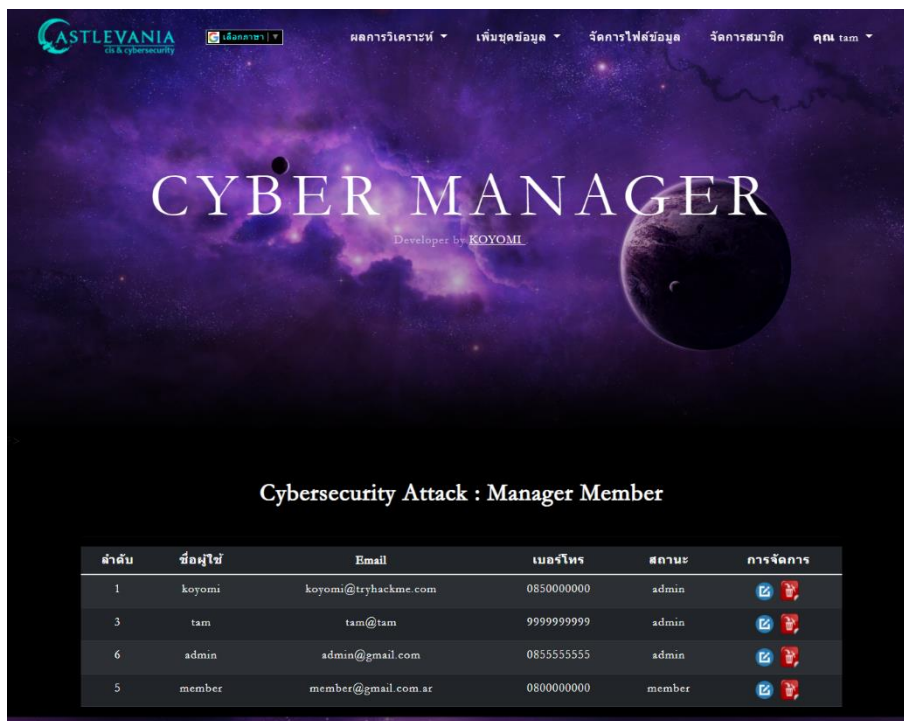 CASTLEVANIA
cis & cybersecurity
เลือกภาษา ▼
ผลการวิเคราะห์
เพิ่มชุดข้อมูล
จัดการไฟล์ข้อมูล
จัดการสมาชิก
คุณ tam
CYBER MANAGER
Developer by KOYOMI
Cybersecurity Attack : Manager Member
ลำดับ ชื่อผู้ใช้ Email เบอร์โทร สถานะ การจัดการ
1 koyomi koyomi@tryhackme.com 0850000000 admin
3 tam tam@tam 9999999999 admin
6 admin admin@gmail.com 0855555555 admin
5 member member@gmail.com.ar 0800000000 member